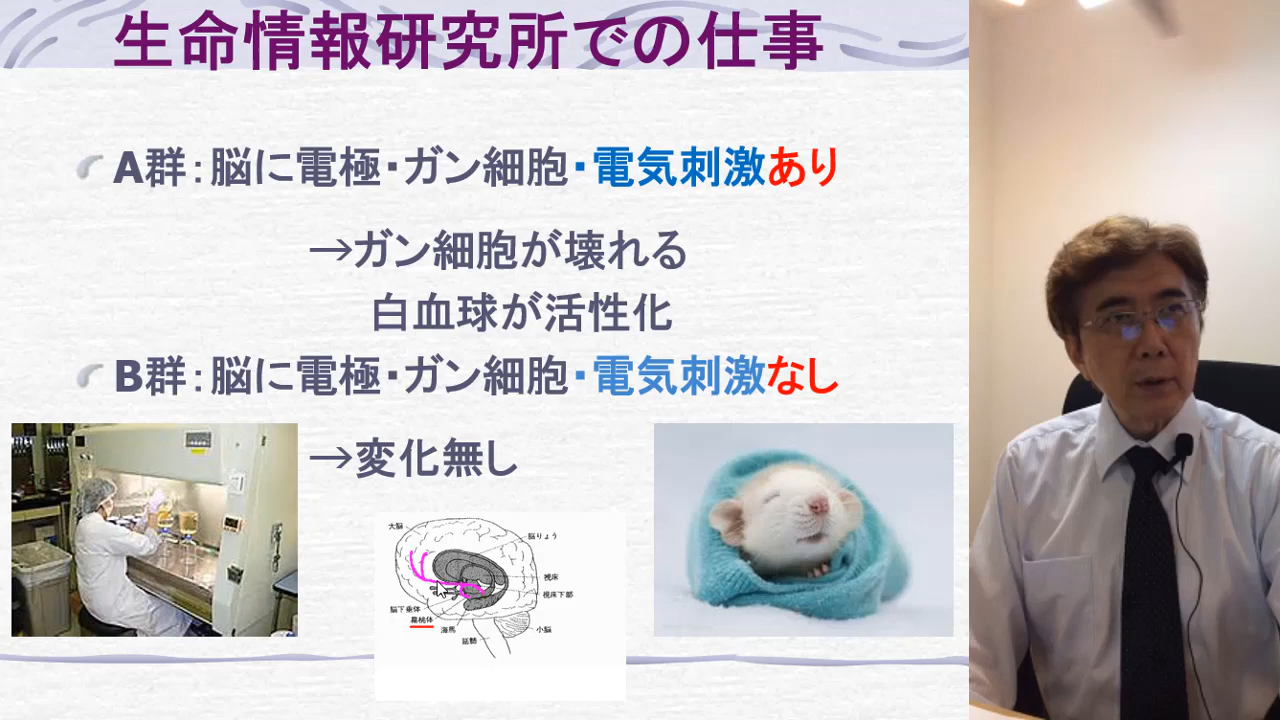 生命情報研究所での仕事
A群：脳に電極・ガン細胞・電気刺激あり
→ガン細胞が壊れる
白血球が活性化
B群：脳に電極・ガン細胞・電気刺激なし
→変化無し
大脳
脳りょう
視床
視床下部
脳下垂体
扁桃体
海馬
小脳